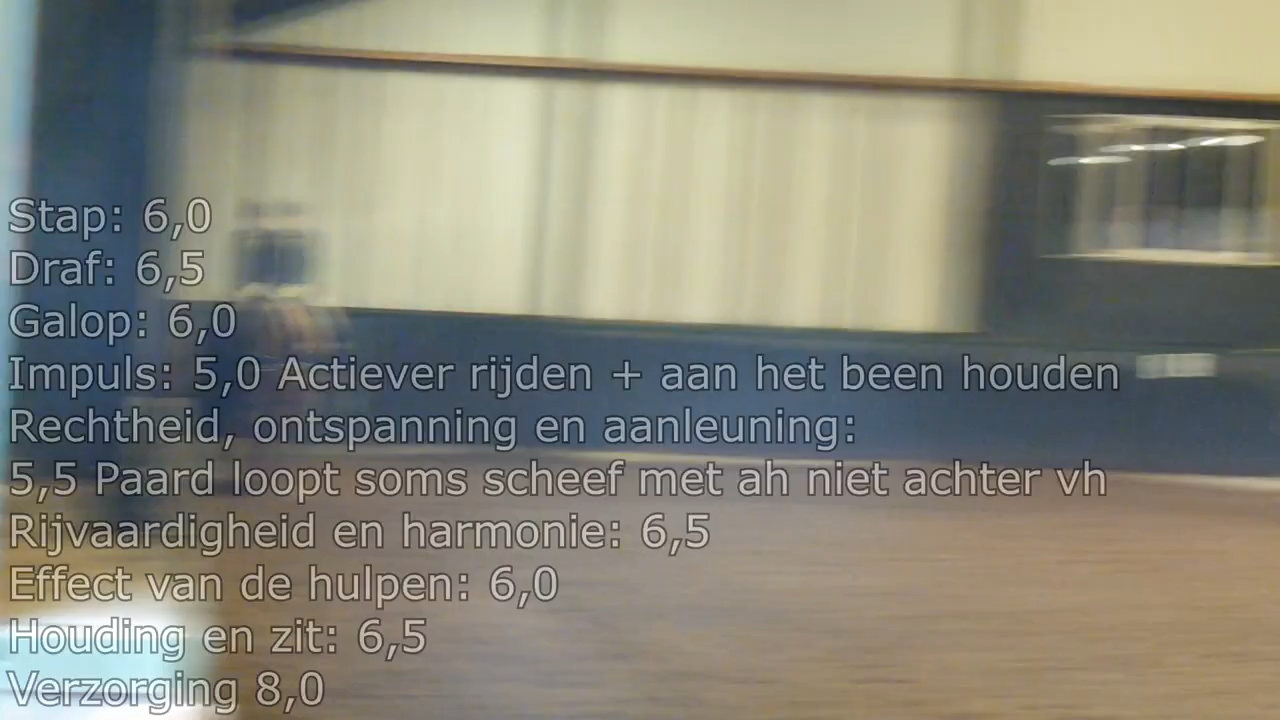 Stap: 6,0
Draf: 6,5
Galop: 6,0
Impuls: 5,0 Actiever rijden + aan het been houden
Rechtheid, ontspanning en aanleuning:
5,5 Paard loopt soms scheef met ah niet achter vh
Rijvaardigheid en harmonie: 6,5
Effect van de hulpen: 6,0
Houding en zit: 6,5
Verzorging 8,0